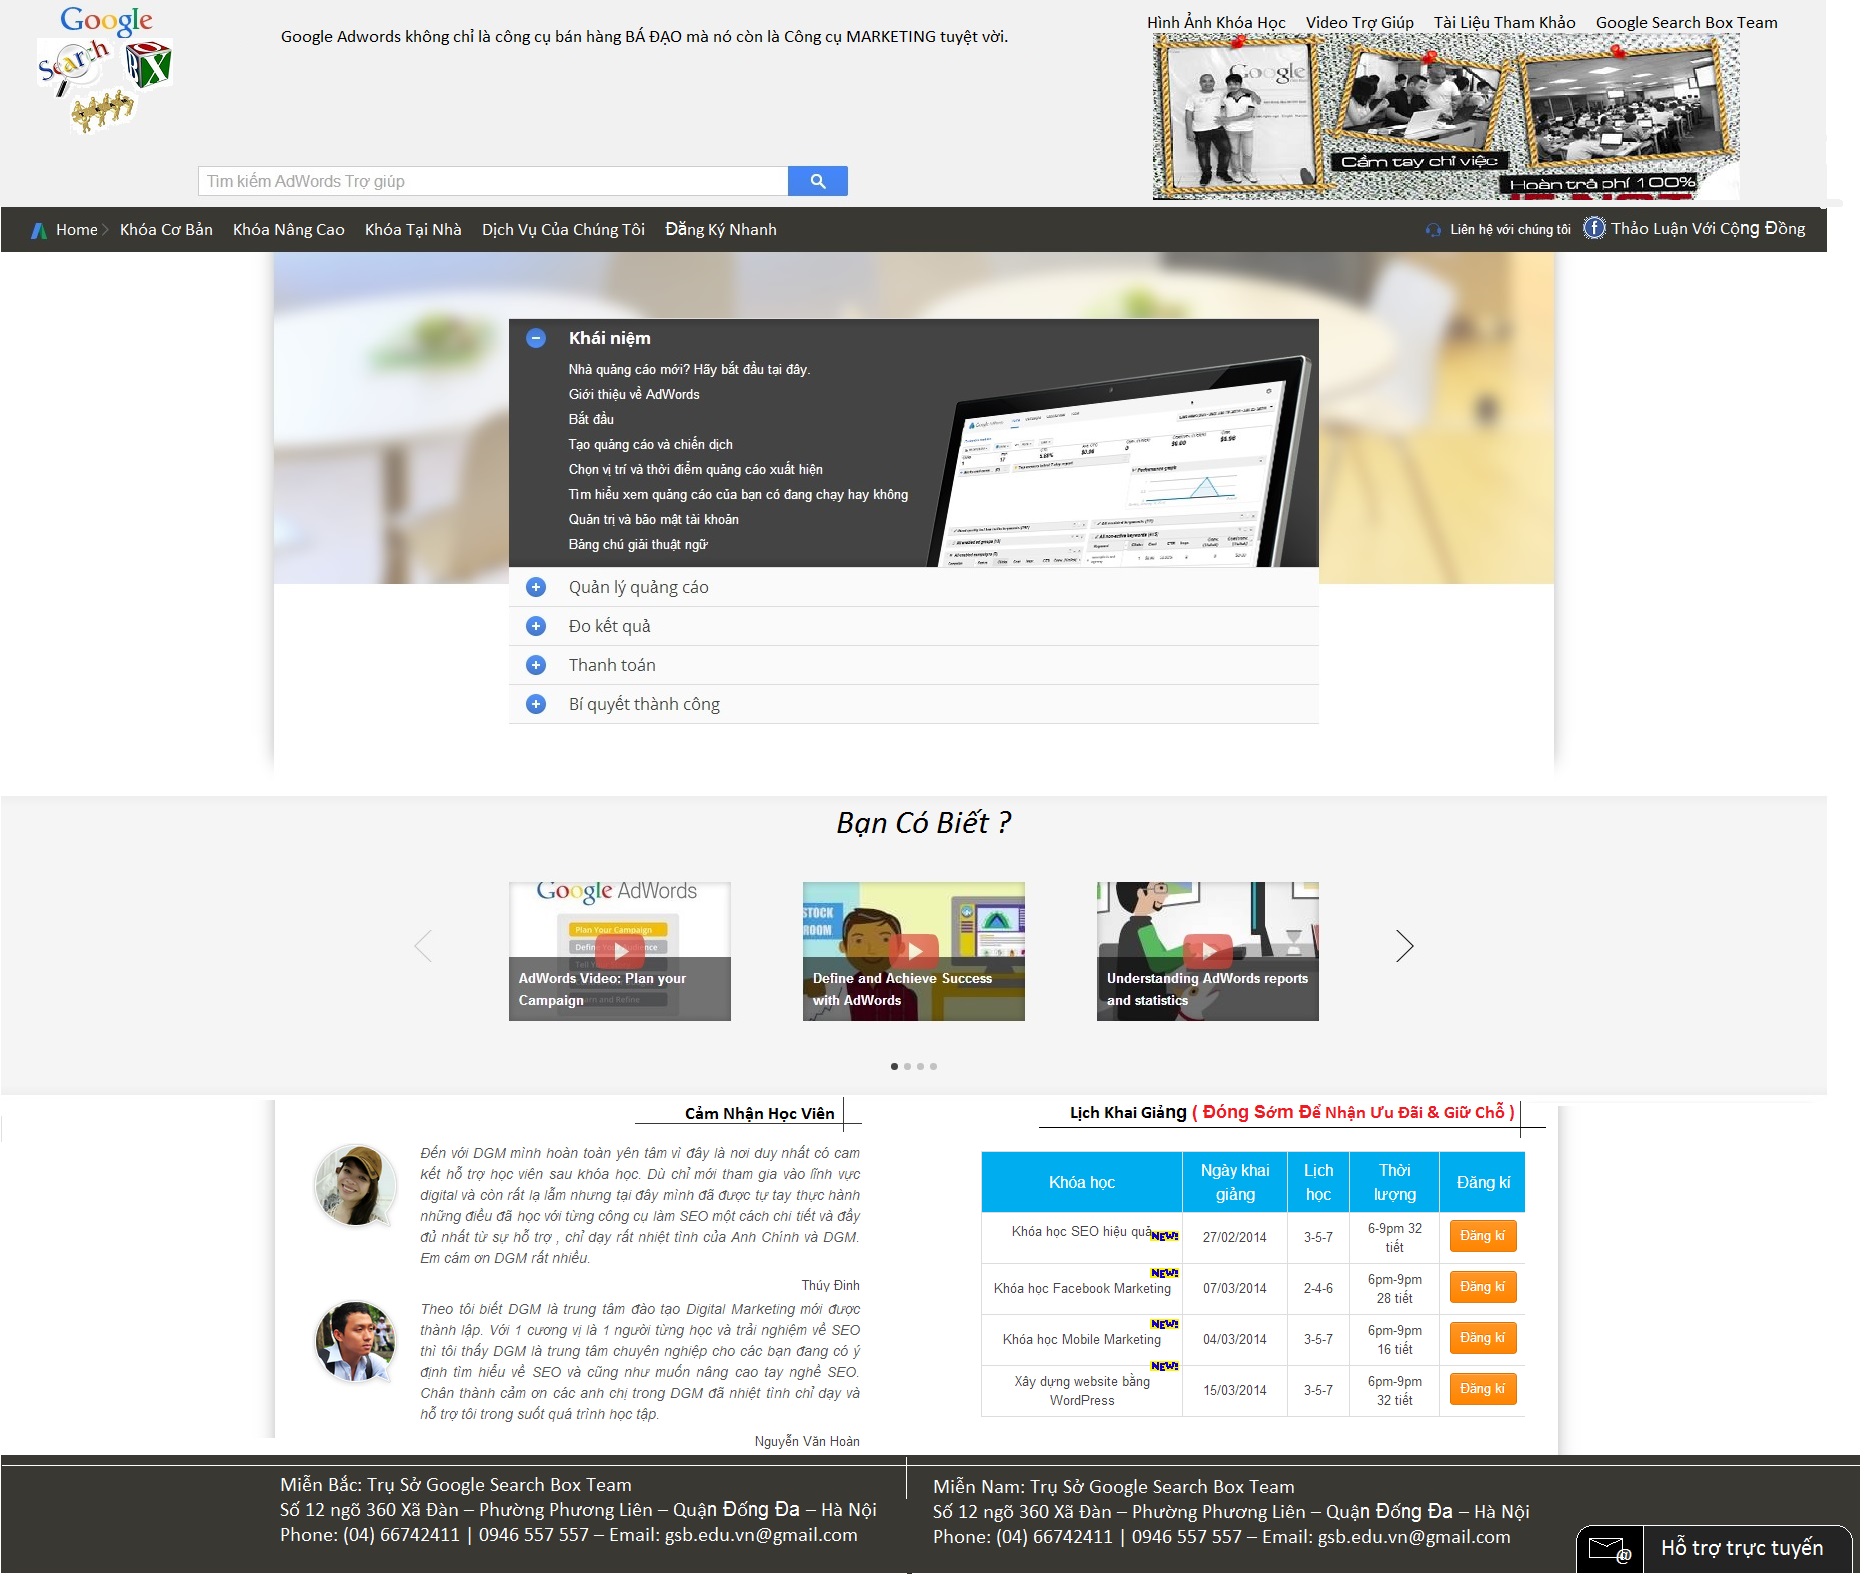 Google
Search
BOX
Google Adwords không chỉ là công cụ bán hàng BÁ ĐẠO mà nó còn là Công cụ MARKETING tuyệt vời.
Hình Ảnh Khóa Học Video Trợ Giúp Tài Liệu Tham Khảo Google Search Box Team
Google
Cầm tay chỉ việc
Hoàn trả phí 100%
Tìm kiếm AdWords Trợ giúp
Home Khóa Cơ Bản Khóa Nâng Cao Khóa Tại Nhà Dịch Vụ Của Chúng Tôi Đăng Ký Nhanh
Liên hệ với chúng tôi Thảo Luận Với Cộng Đồng
Khái niệm
Nhà quảng cáo mới? Hãy bắt đầu tại đây.
Giới thiệu về AdWords
Bắt đầu
Tạo quảng cáo và chiến dịch
Chọn vị trí và thời điểm quảng cáo xuất hiện
Tìm hiểu xem quảng cáo của bạn có đang chạy hay không
Quản trị và bảo mật tài khoản
Bảng chú giải thuật ngữ
Performance graph
Quản lý quảng cáo
Đo kết quả
Thanh toán
Bí quyết thành công
Bạn Có Biết ?
Google AdWords
Plan Your Campaign
AdWords Video: Plan your
Campaign
STOCK
ROOM
Define and Achieve Success
with AdWords
Understanding AdWords reports
and statistics
Cảm Nhận Học Viên
Đến với DGM mình hoàn toàn yên tâm vì đây là nơi duy nhất có cam
kết hỗ trợ học viên sau khóa học. Dù chỉ mới tham gia vào lĩnh vực
digital và còn rất lạ lẫm nhưng tại đây mình đã được tự tay thực hành
những điều đã học với từng công cụ làm SEO một cách chi tiết và đầy
đủ nhất từ sự hỗ trợ , chỉ dạy rất nhiệt tình của Anh Chính và DGM.
Em cám ơn DGM rất nhiều.
Thúy Đinh
Theo tôi biết DGM là trung tâm đào tạo Digital Marketing mới được
thành lập. Với 1 cương vị là 1 người từng học và trải nghiệm về SEO
thì tôi thấy DGM là trung tâm chuyên nghiệp cho các bạn đang có ý
định tìm hiểu về SEO và cũng như muốn nâng cao tay nghề SEO.
Chân thành cảm ơn các anh chị trong DGM đã nhiệt tình chỉ dạy và
hỗ trợ tôi trong suốt quá trình học tập.
Nguyễn Văn Hoàn
Lịch Khai Giảng ( Đóng Sớm Để Nhận Ưu Đãi & Giữ Chỗ )
Khóa học Ngày khai giảng Lịch học Thời lượng Đăng kí
Khóa học SEO hiệu quả NEW! 27/02/2014 3-5-7 6-9pm 32 tiết Đăng kí
Khóa học Facebook Marketing NEW! 07/03/2014 2-4-6 6pm-9pm 28 tiết Đăng kí
Khóa học Mobile Marketing NEW! 04/03/2014 3-5-7 6pm-9pm 16 tiết Đăng kí
Xây dựng website bằng WordPress NEW! 15/03/2014 3-5-7 6pm-9pm 32 tiết Đăng kí
Miễn Bắc: Trụ Sở Google Search Box Team
Số 12 ngõ 360 Xã Đàn – Phường Phương Liên – Quận Đống Đa – Hà Nội
Phone: (04) 66742411 | 0946 557 557 – Email: gsb.edu.vn@gmail.com
Miễn Nam: Trụ Sở Google Search Box Team
Số 12 ngõ 360 Xã Đàn – Phường Phương Liên – Quận Đống Đa – Hà Nội
Phone: (04) 66742411 | 0946 557 557 – Email: gsb.edu.vn@gmail.com
Hỗ trợ trực tuyến